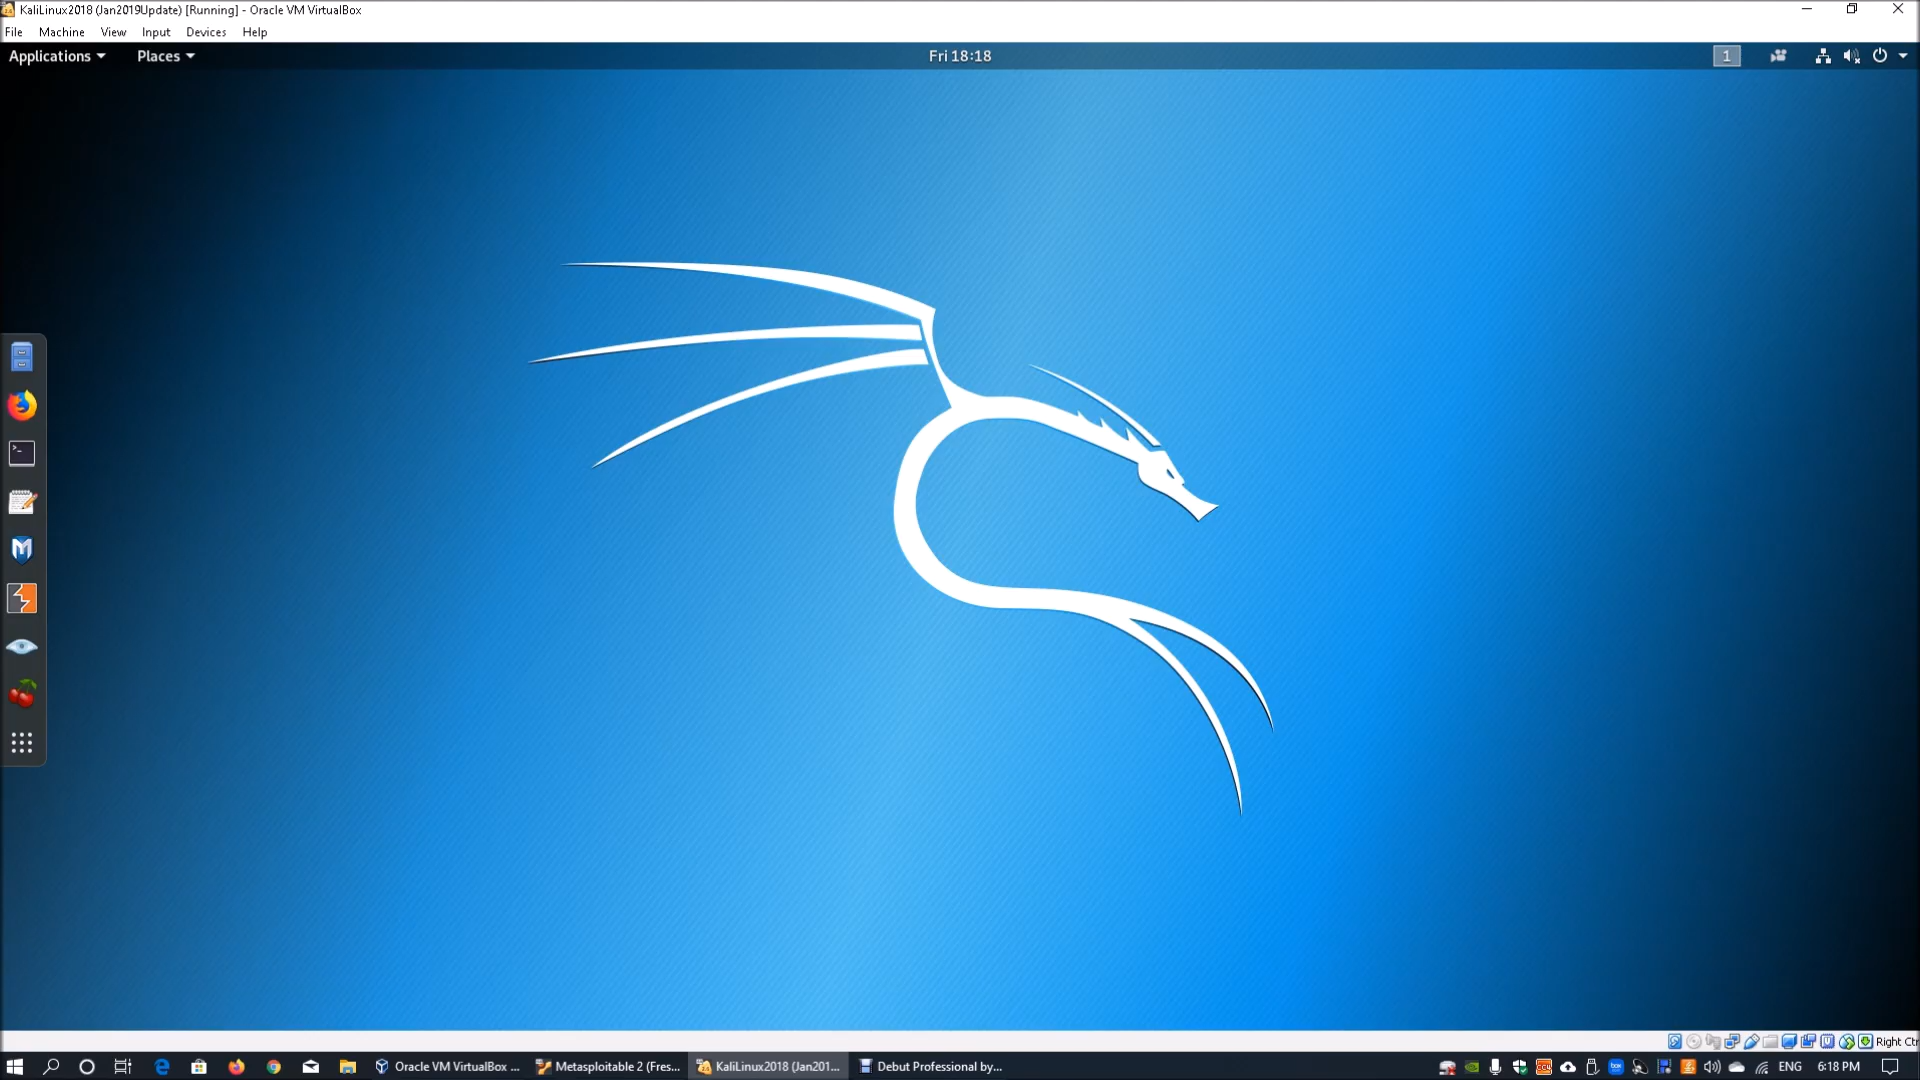 KaliLinux2018 (Jan2019Update) [Running] - Oracle VM VirtualBox
File Machine View Input Devices Help
Applications Places Fri 18:18 1
Right Ctr
Oracle VM VirtualBox ... Metasploitable 2 (Fres... KaliLinux2018 (Jan201... Debut Professional by... ENG 6:18 PM